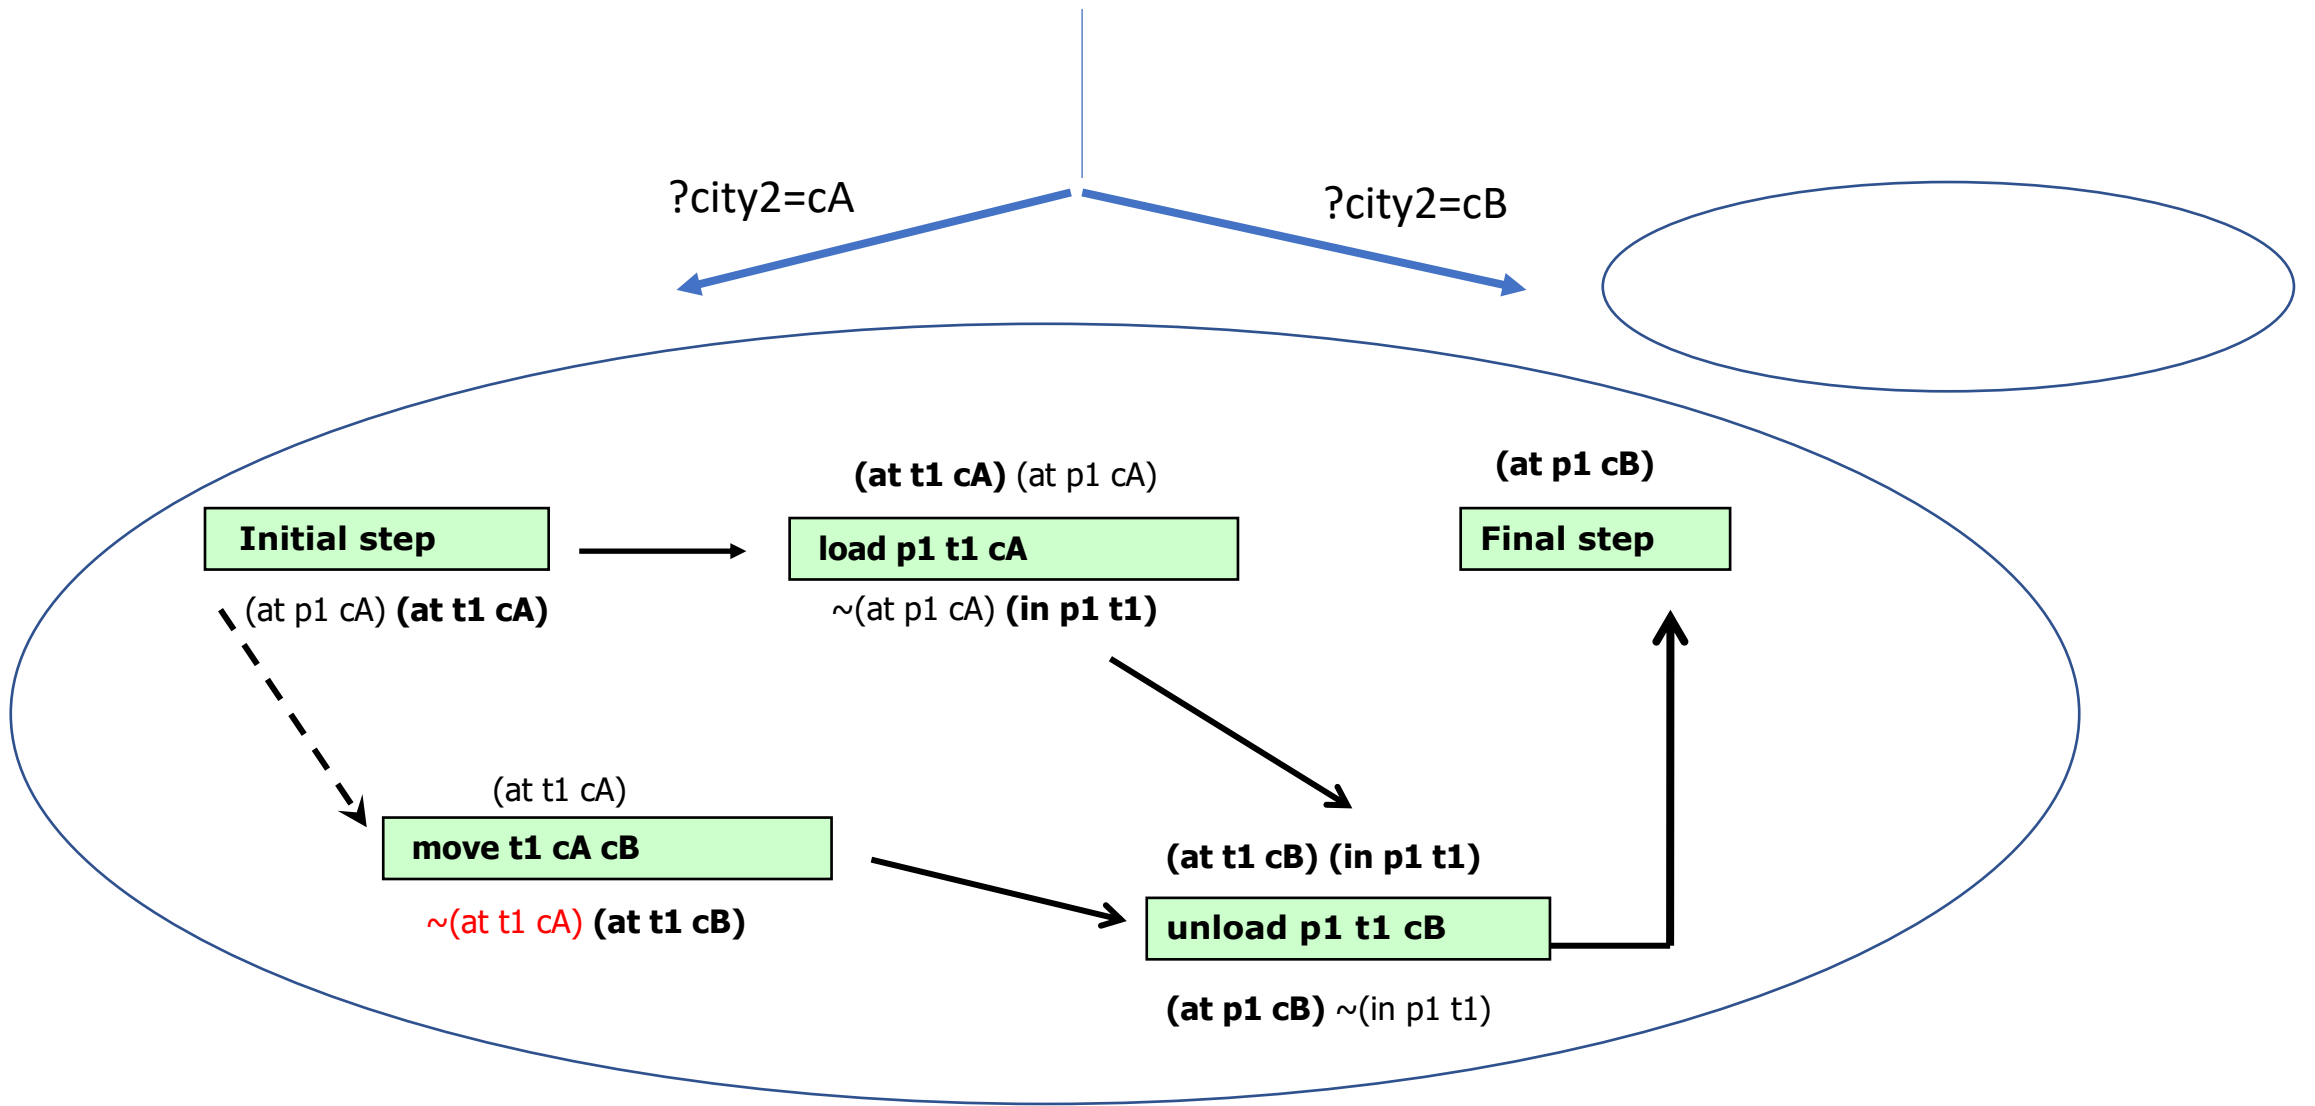 ?city2=cA
?city2=cB
(at t1 cA) (at p1 cA)
(at p1 cB)
Initial step
load p1 t1 cA
Final step
(at p1 cA) (at t1 cA)
~(at p1 cA) (in p1 t1)
(at t1 cA)
move t1 cA cB
(at t1 cB) (in p1 t1)
~(at t1 cA) (at t1 cB)
unload p1 t1 cB
(at p1 cB) ~(in p1 t1)